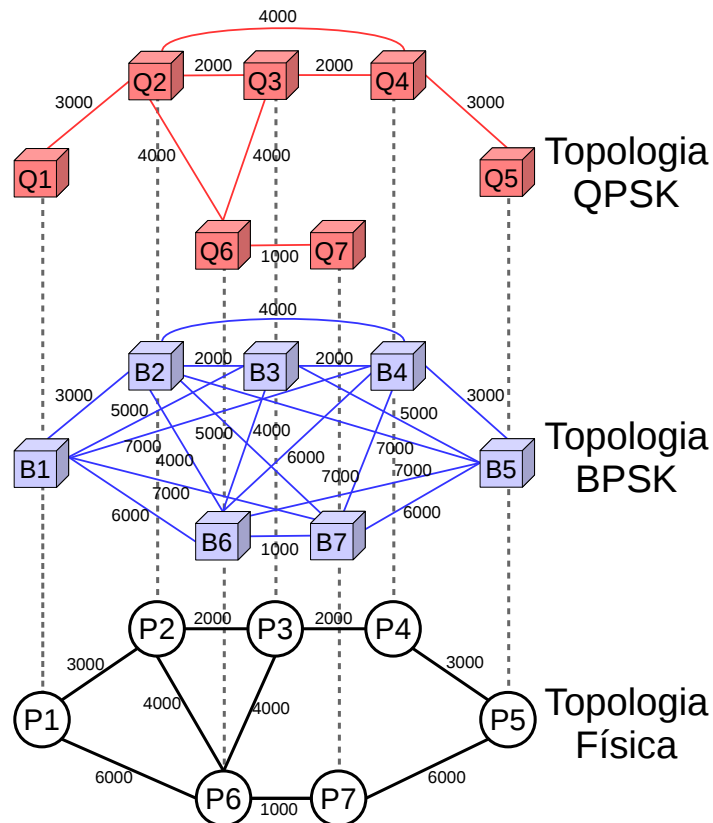 4000
Q2
2000
Q3
2000
Q4
3000
3000
4000
4000
Q1
Q5
Topologia
QPSK
Q6
1000
Q7
4000
B2
2000
B3
2000
B4
3000
3000
5000
5000
7000
4000
5000
4000
6000
7000
7000
7000
7000
B1
B5
Topologia
BPSK
6000
6000
B6
1000
B7
P2
2000
P3
2000
P4
3000
3000
4000
4000
P1
P5
Topologia
Física
6000
6000
P6
1000
P7